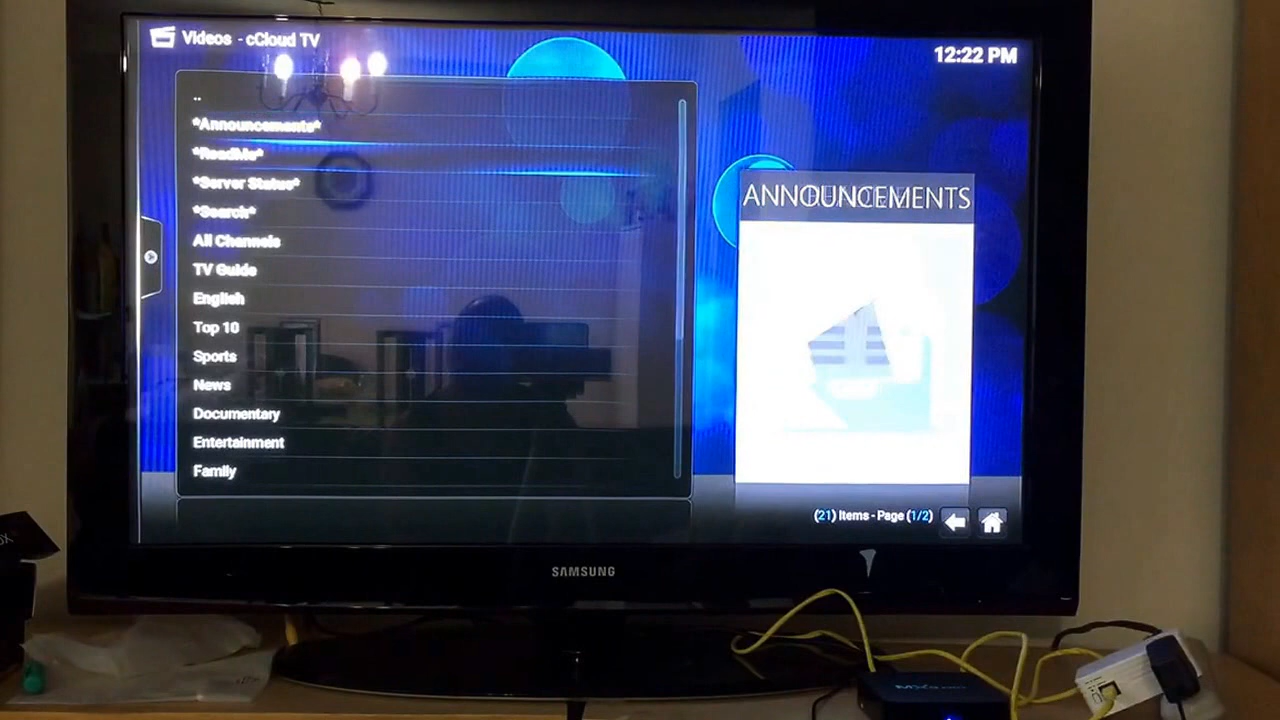 Videos - cCloud TV
12:22 PM
..
*Announcements*
*ReadMe*
*Server Status*
*Search*
All Channels
TV Guide
English
Top 10
Sports
News
Documentary
Entertainment
Family
ANNOUNCEMENTS
(21) Items - Page (1/2)
SAMSUNG